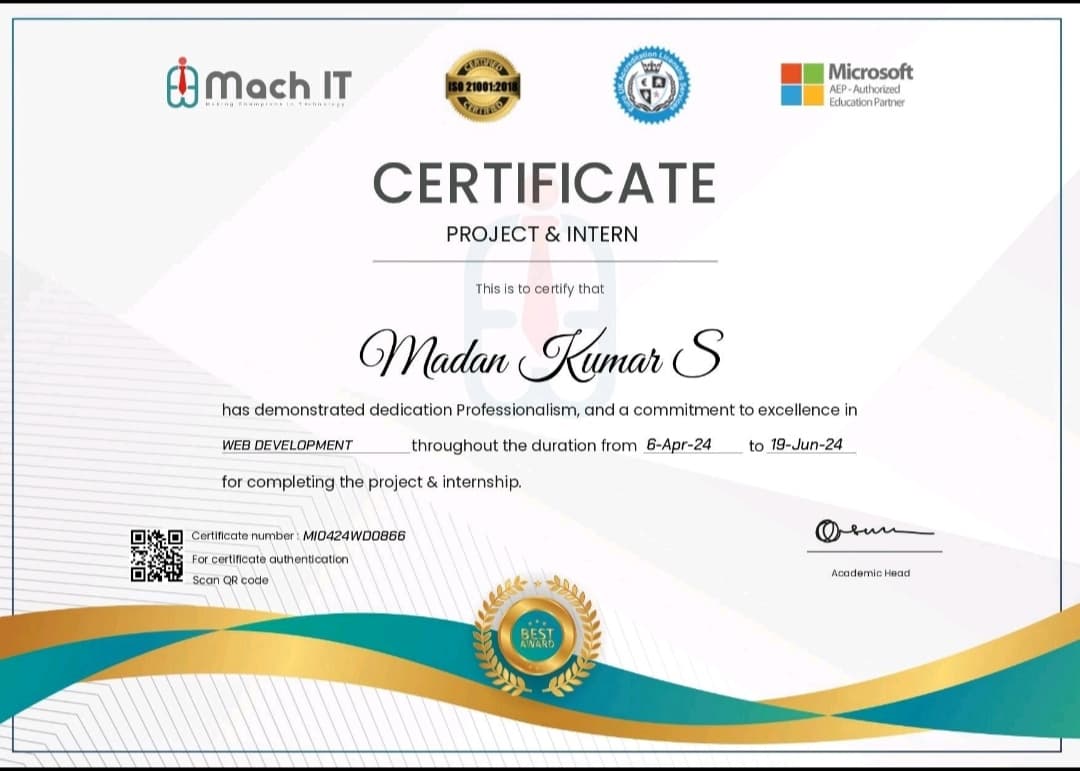 Mach IT
Making Champions in Technology
CERTIFIED
ISO 21001:2018
CERTIFIED
Microsoft
AEP - Authorized
Education Partner
CERTIFICATE
PROJECT & INTERN
This is to certify that
Madan Kumar S
has demonstrated dedication Professionalism, and a commitment to excellence in
WEB DEVELOPMENT throughout the duration from 6-Apr-24 to 19-Jun-24
for completing the project & internship.
Certificate number : MI0424WD0866
For certificate authentication
Scan QR code
Academic Head
BEST
AWARD